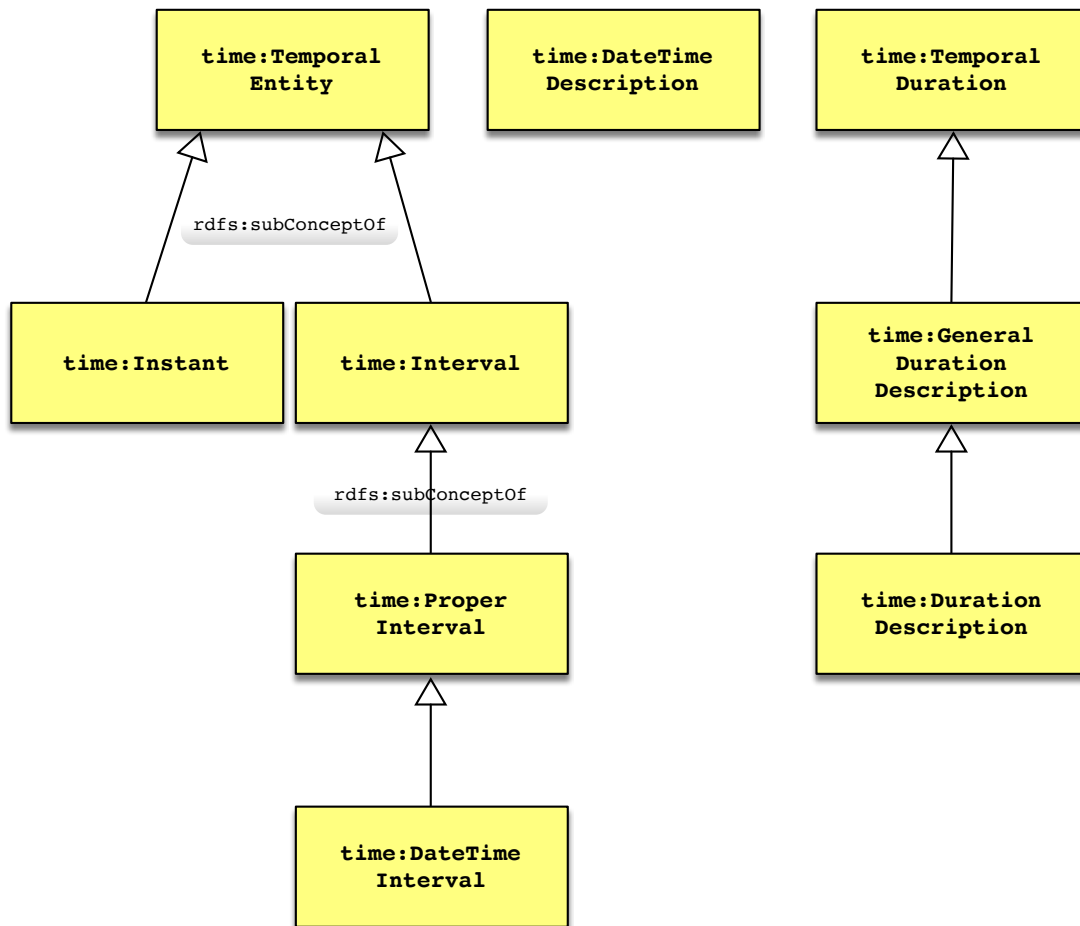 time:Temporal
Entity
time:DateTime
Description
time:Temporal
Duration
rdfs:subConceptOf
time:Instant
time:Interval
time:General
Duration
Description
rdfs:subConceptOf
time:Proper
Interval
time:Duration
Description
time:DateTime
Interval